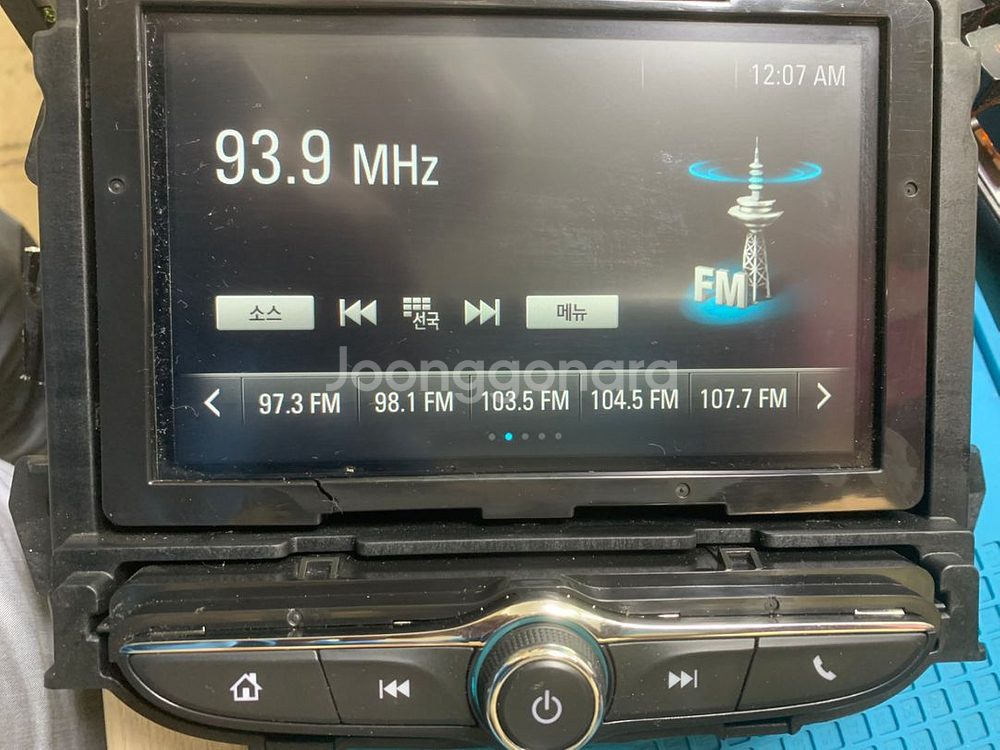 12:07 AM
93.9 MHz
FM
소스
선국
메뉴
Joonggonara
97.3 FM 98.1 FM 103.5 FM 104.5 FM 107.7 FM